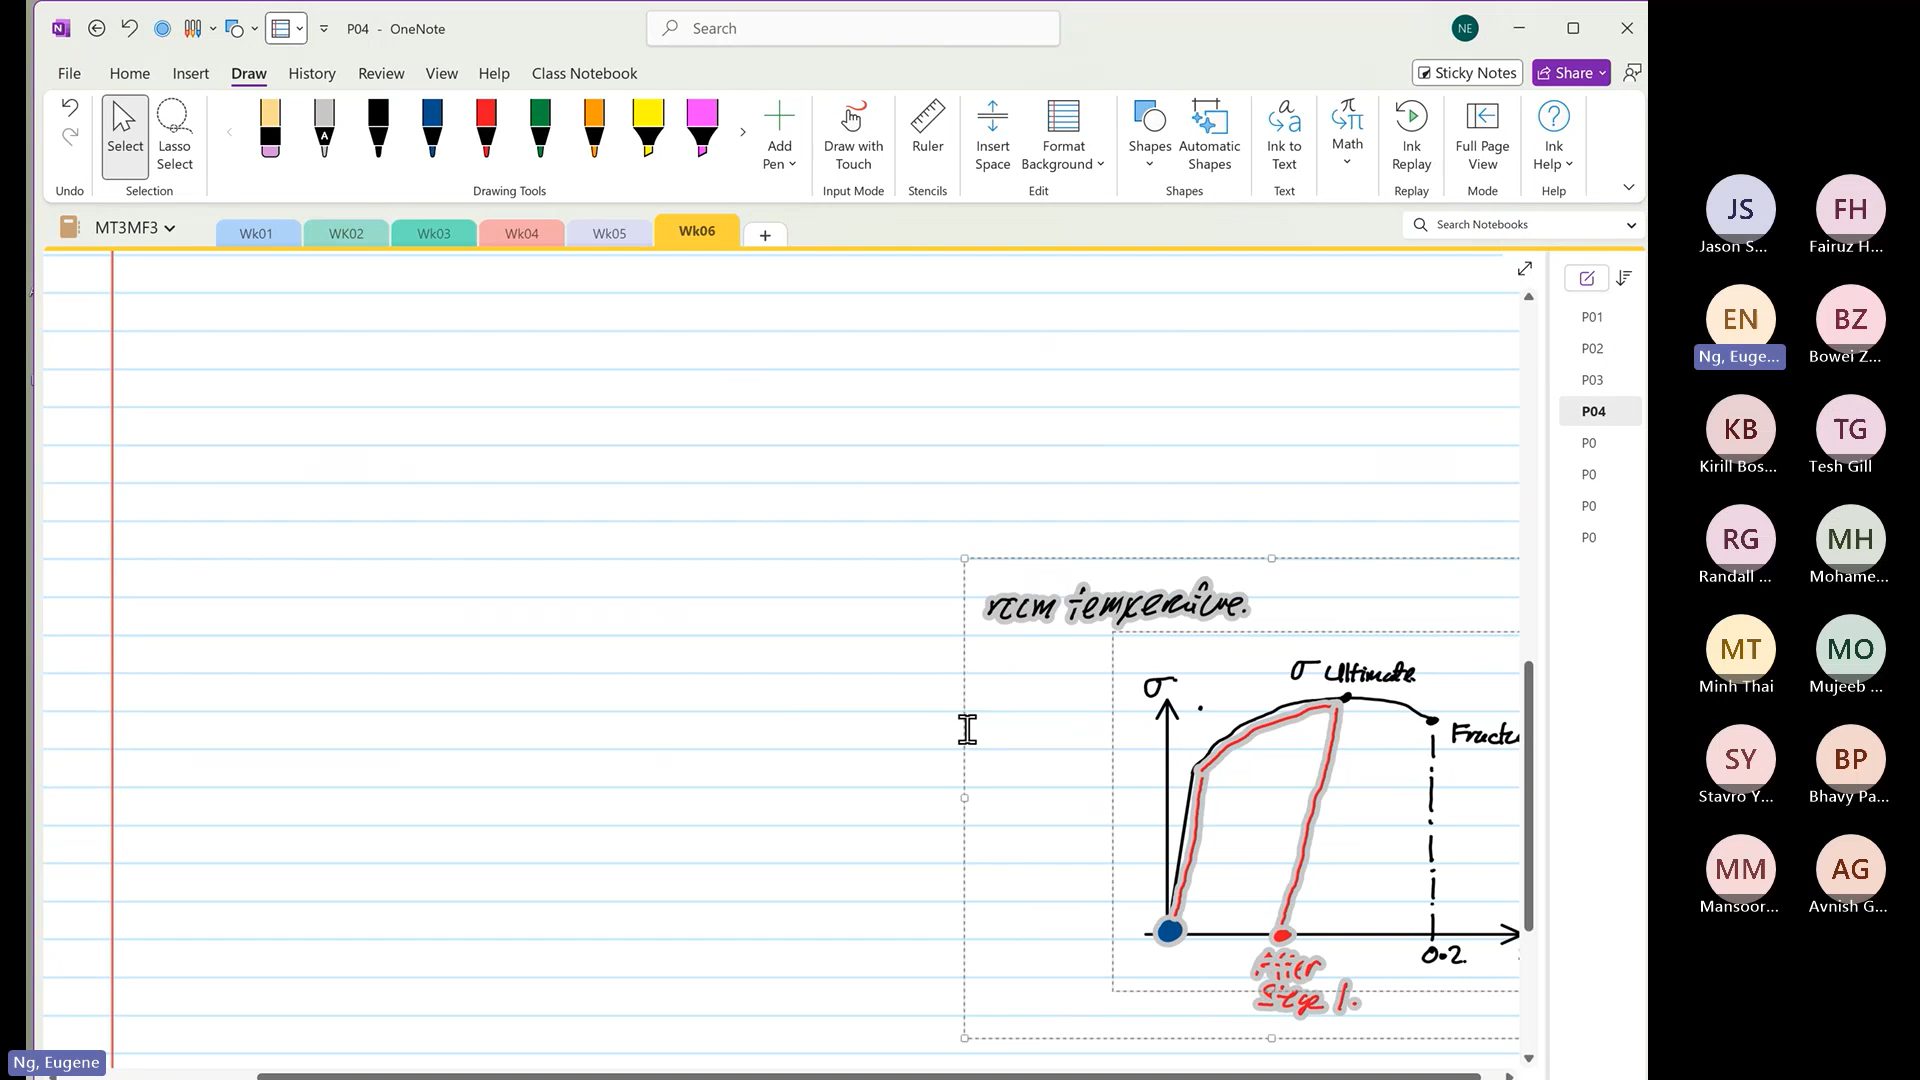 P04 - OneNote
Search
NE
File
Home
Insert
Draw
History
Review
View
Help
Class Notebook
Sticky Notes
Share
Select
Lasso Select
A
Add Pen
Draw with Touch
Ruler
Insert Space
Format Background
Shapes
Automatic Shapes
Ink to Text
Math
Ink Replay
Full Page View
Ink Help
Undo
Selection
Drawing Tools
Input Mode
Stencils
Edit
Shapes
Text
Replay
Mode
Help
MT3MF3
Wk01
WK02
Wk03
Wk04
Wk05
Wk06
Search Notebooks
P01
P02
P03
P04
P0
P0
P0
P0
room temperature.
σ
σ Ultimate
Fractu
0.2
After
Stage 1.
JS
Jason S...
FH
Fairuz H...
EN
Ng, Euge...
BZ
Bowei Z...
KB
Kirill Bos...
TG
Tesh Gill
RG
Randall ...
MH
Mohame...
MT
Minh Thai
MO
Mujeeb ...
SY
Stavro Y...
BP
Bhavy Pa...
MM
Mansoor...
AG
Avnish G...
Ng, Eugene